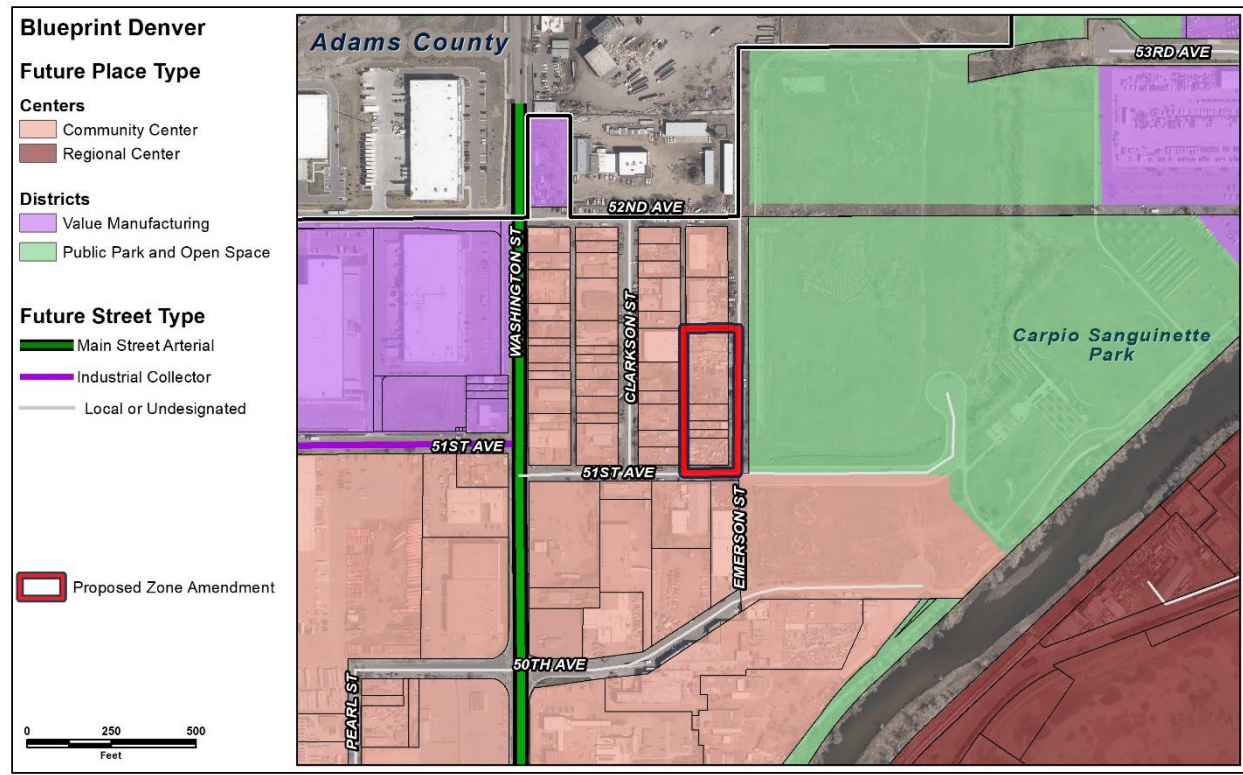 Blueprint Denver
Future Place Type
Centers
Community Center
Regional Center
Districts
Value Manufacturing
Public Park and Open Space
Future Street Type
Main Street Arterial
Industrial Collector
Local or Undesignated
Proposed Zone Amendment
0 250 500
Feet
Adams County
53RD AVE
52ND AVE
WASHINGTON ST
CLARKSON ST
Carpio Sanguinette
Park
51ST AVE
51ST AVE
EMERSON ST
50TH AVE
PEARL ST